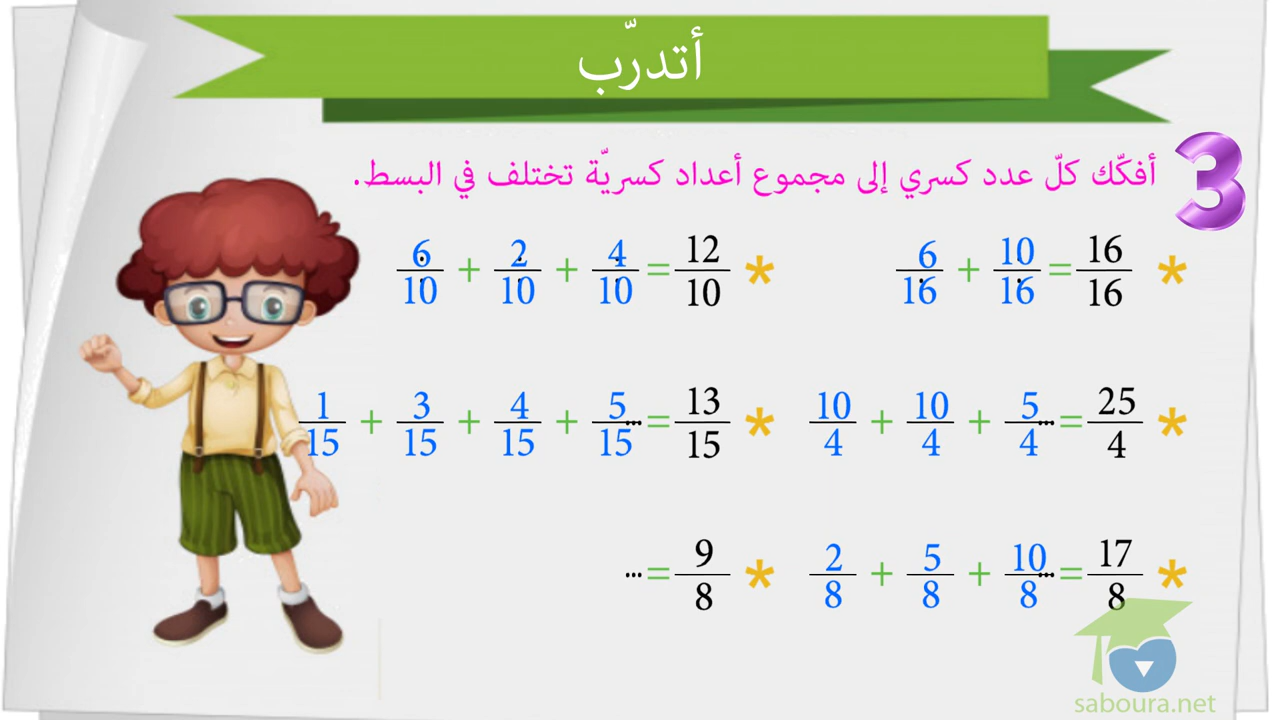 أتدرّب
3
أفكّك كلّ عدد كسري إلى مجموع أعداد كسريّة تختلف في البسط.
* 16/16 = 10/16 + 6/16
* 12/10 = 4/10 + 2/10 + 6/10
* 25/4 = 5/4 ... + 10/4 + 10/4
* 13/15 = 5/15 ... + 4/15 + 3/15 + 1/15
* 17/8 = 10/8 ... + 5/8 + 2/8
* 9/8 = ...
saboura.net